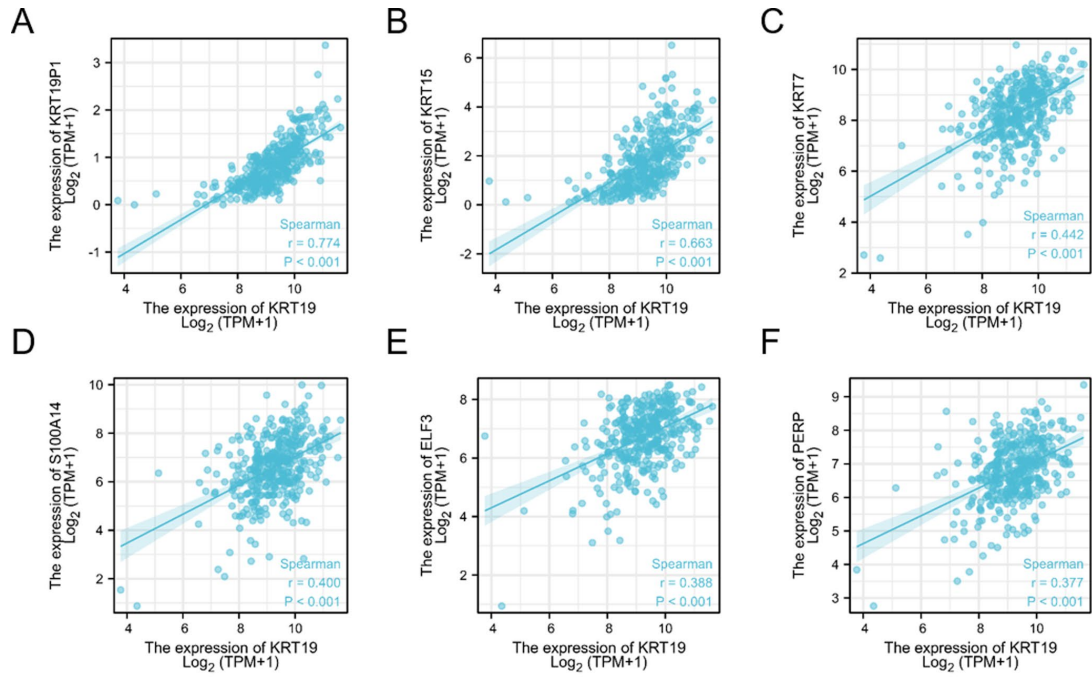 A
The expression of KRT19P1
Log2 (TPM+1)
3
2
1
0
-1
Spearman
r = 0.774
P < 0.001
4 6 8 10
The expression of KRT19
Log2 (TPM+1)
B
The expression of KRT15
Log2 (TPM+1)
6
4
2
0
-2
Spearman
r = 0.663
P < 0.001
4 6 8 10
The expression of KRT19
Log2 (TPM+1)
C
The expression of KRT7
Log2 (TPM+1)
10
8
6
4
2
Spearman
r = 0.442
P < 0.001
4 6 8 10
The expression of KRT19
Log2 (TPM+1)
D
The expression of S100A14
Log2 (TPM+1)
10
8
6
4
2
Spearman
r = 0.400
P < 0.001
4 6 8 10
The expression of KRT19
Log2 (TPM+1)
E
The expression of ELF3
Log2 (TPM+1)
8
6
4
2
Spearman
r = 0.388
P < 0.001
4 6 8 10
The expression of KRT19
Log2 (TPM+1)
F
The expression of PERP
Log2 (TPM+1)
9
8
7
6
5
4
3
Spearman
r = 0.377
P < 0.001
4 6 8 10
The expression of KRT19
Log2 (TPM+1)